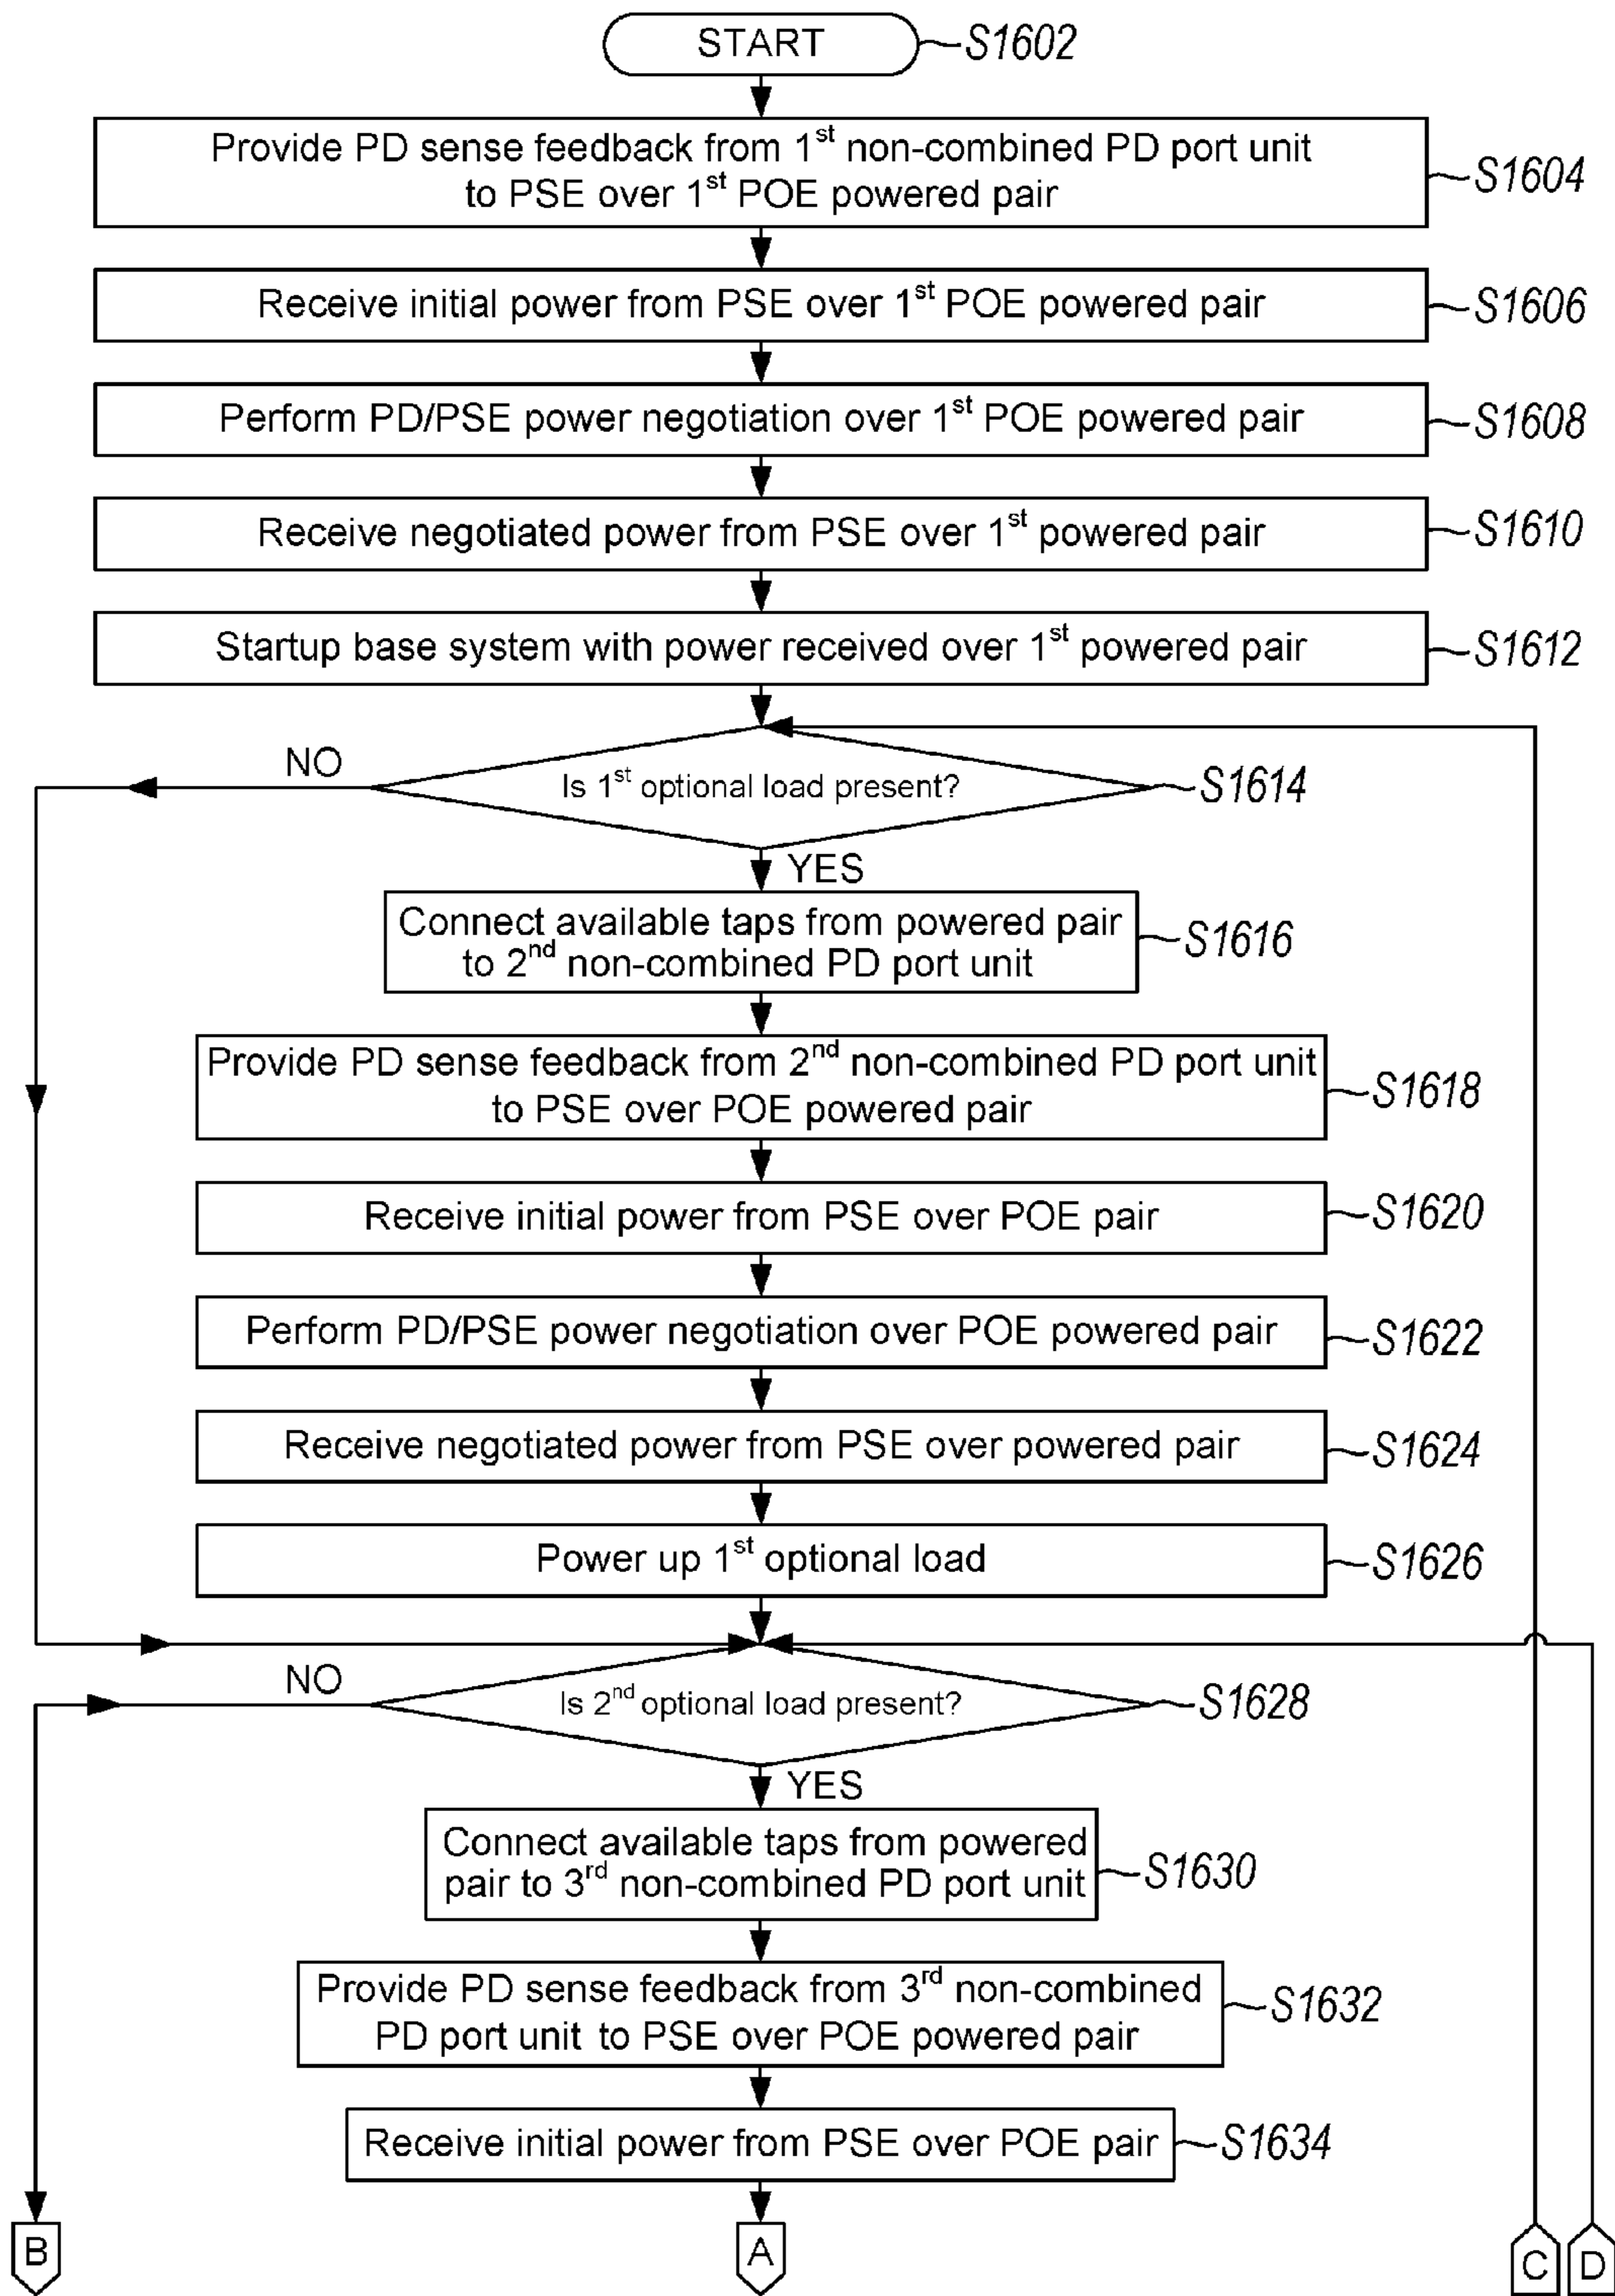 START
S1602
Provide PD sense feedback from 1st non-combined PD port unit
to PSE over 1st POE powered pair
S1604
Receive initial power from PSE over 1st POE powered pair
S1606
Perform PD/PSE power negotiation over 1st POE powered pair
S1608
Receive negotiated power from PSE over 1st powered pair
S1610
Startup base system with power received over 1st powered pair
S1612
NO
Is 1st optional load present?
S1614
YES
Connect available taps from powered pair
to 2nd non-combined PD port unit
S1616
Provide PD sense feedback from 2nd non-combined PD port unit
to PSE over POE powered pair
S1618
Receive initial power from PSE over POE pair
S1620
Perform PD/PSE power negotiation over POE powered pair
S1622
Receive negotiated power from PSE over powered pair
S1624
Power up 1st optional load
S1626
NO
Is 2nd optional load present?
S1628
YES
Connect available taps from powered
pair to 3rd non-combined PD port unit
S1630
Provide PD sense feedback from 3rd non-combined
PD port unit to PSE over POE powered pair
S1632
Receive initial power from PSE over POE pair
S1634
B
A
C
D